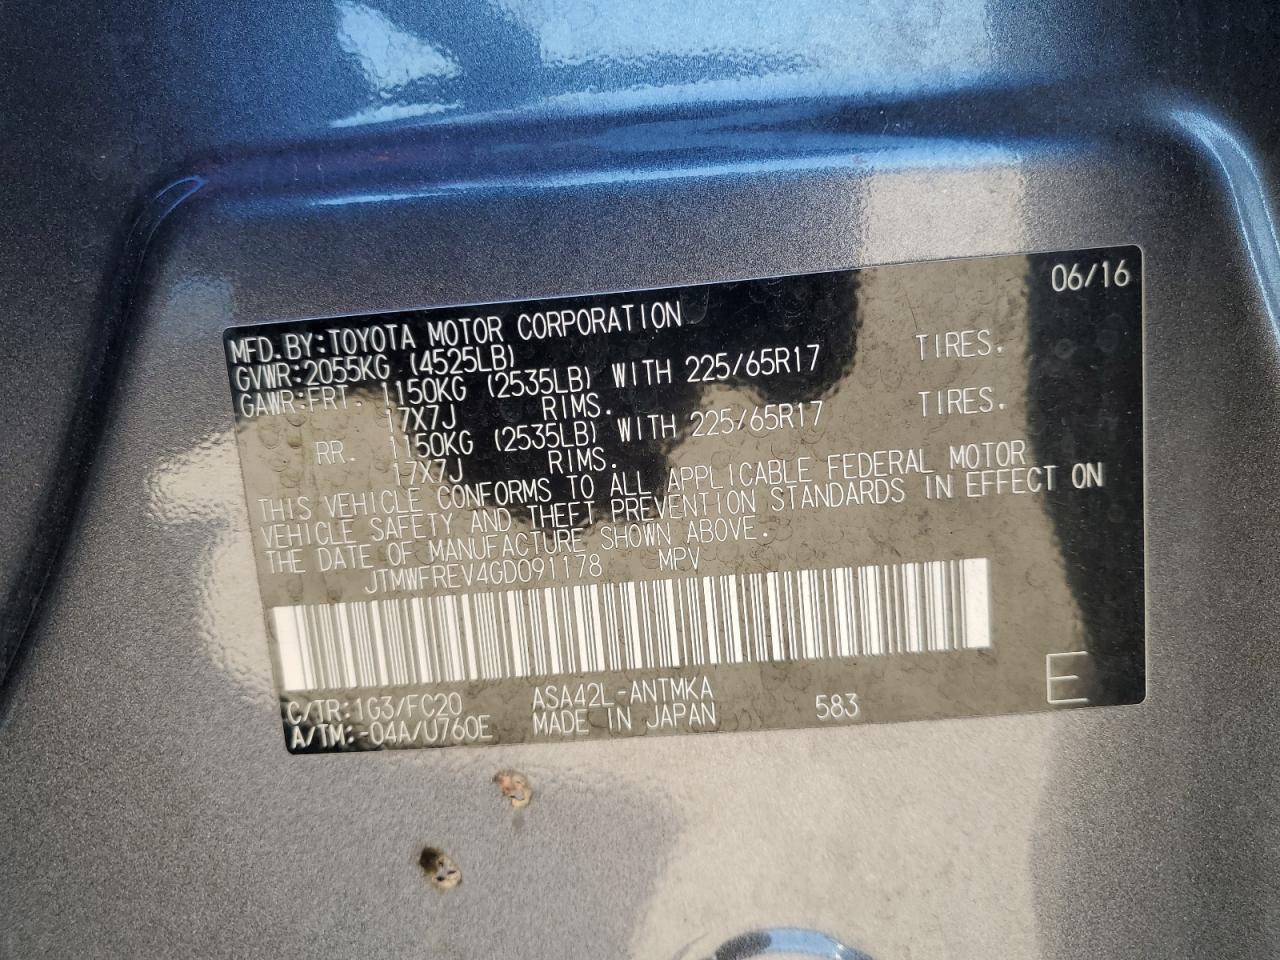 06/16
MFD.BY:TOYOTA MOTOR CORPORATION
GVWR:2055KG (4525LB)
GAWR:FRT. 1150KG (2535LB) WITH 225/65R17 TIRES.
17X7J RIMS.
RR. 1150KG (2535LB) WITH 225/65R17 TIRES.
17X7J RIMS.
THIS VEHICLE CONFORMS TO ALL APPLICABLE FEDERAL MOTOR
VEHICLE SAFETY AND THEFT PREVENTION STANDARDS IN EFFECT ON
THE DATE OF MANUFACTURE SHOWN ABOVE.
JTMWFREV4GD091178 MPV
C/TR:1G3/FC20 ASA42L-ANTMKA
A/TM:-04A/U760E MADE IN JAPAN 583 E